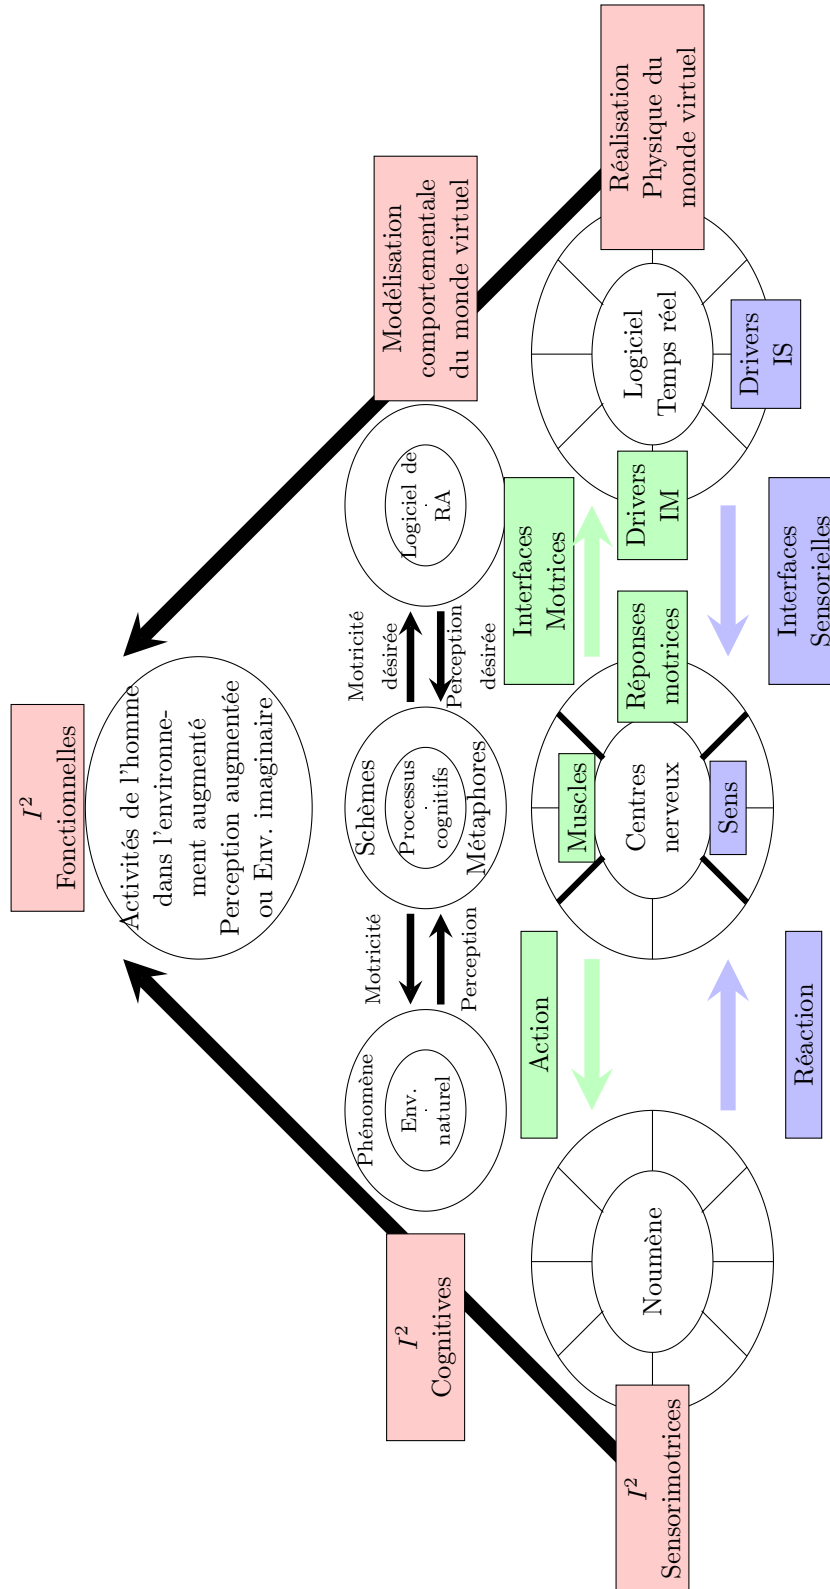 I²
Fonctionnelles
Activités de l'homme
dans l'environne-
ment augmenté
Perception augmentée
ou Env. imaginaire
I²
Cognitives
Phénomène
Env.
naturel
Motricité
Perception
Schèmes
Processus
cognitifs
Métaphores
Motricité
désirée
Perception
désirée
Logiciel de
RA
Modélisation
comportementale
du monde virtuel
I²
Sensorimotrices
Noumène
Action
Réaction
Muscles
Centres
nerveux
Sens
Réponses
motrices
Interfaces
Motrices
Interfaces
Sensorielles
Drivers
IM
Logiciel
Temps réel
Drivers
IS
Réalisation
Physique du
monde virtuel